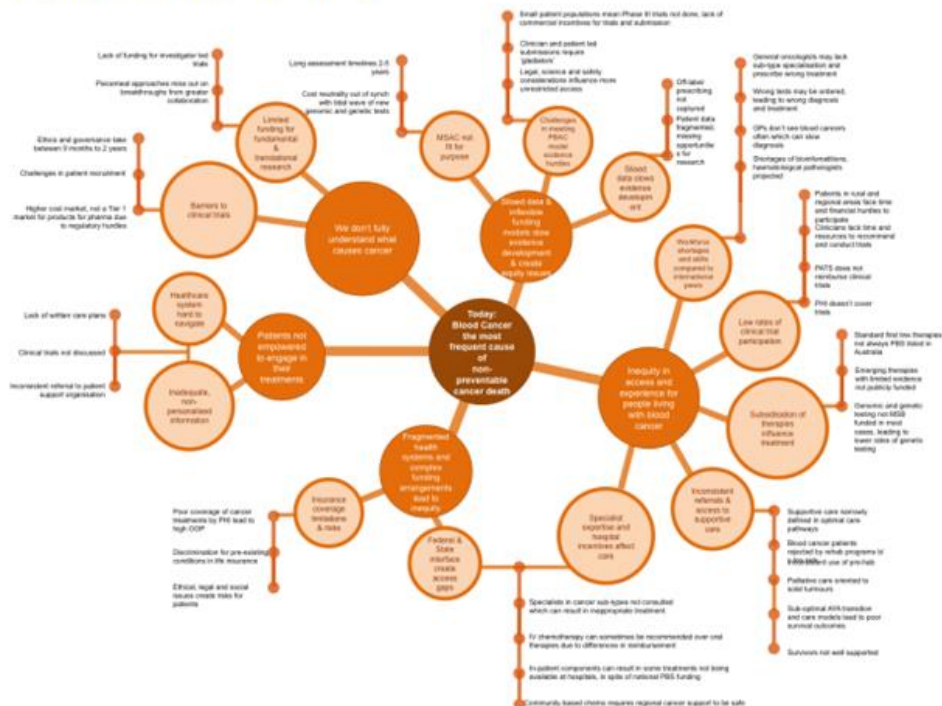 Small patient populations mean Phase III trials not done, lack of
commercial incentives for trials and submission
Clinician and patient led
submissions require
'gladiators'
Legal, science and safety
considerations influence more
unrestricted access
Lack of funding for investigator led
trials
Piecemeal approaches miss out on
breakthroughs from greater
collaboration
Long assessment timelines 2-5
years
Cost neutrality out of synch
with tidal wave of new
genomic and genetic tests
Off-label
prescribing
not
captured
Patient data
fragmented,
missing
opportunitie
s for
research
General oncologists may lack
sub-type specialisation and
prescribe wrong treatment
Wrong tests may be ordered,
leading to wrong diagnosis
and treatment
GPs don't see blood cancers
often which can slow
diagnosis
Shortages of bioinformaticians,
haematological pathologists
projected
Ethics and governance take
between 9 months to 2 years
Challenges in patient recruitment
Higher cost market, not a Tier 1
market for products for pharma due
to regulatory hurdles
Limited
funding for
fundamental
& translational
research
Barriers to
clinical trials
MSAC not
fit for
purpose
Challenges
in meeting
PBAC
model
evidence
hurdles
Siloed
data slows
evidence
developm
ent
We don't fully
understand what
causes cancer
Siloed data &
inflexible
funding
models slow
evidence
development
& create
equity issues
Workforce
shortages
and skills
compared to
international
peers
Patients in rural and
regional areas face time
and financial hurdles to
participate
Clinicians lack time and
resources to recommend
and conduct trials
PATS does not
reimburse clinical
trials
PHI doesn't cover
trials
Low rates of
clinical trial
participation
Healthcare
system
hard to
navigate
Lack of written care plans
Clinical trials not discussed
Inconsistent referral to patient
support organisation
Inadequate,
non-
personalised
information
Patients not
empowered
to engage in
their
treatments
Today:
Blood Cancer
the most
frequent cause
of
non-
preventable
cancer death
Inequity in
access and
experience for
people living
with blood
cancer
Subsidisation of
therapies
influence
treatment
Standard first line therapies
not always PBS listed in
Australia
Emerging therapies
with limited evidence
not publicly funded
Genomic and genetic
testing not MSB
funded in most
cases, leading to
lower rates of genetic
testing
Fragmented
health
systems and
complex
funding
arrangements
lead to
inequity
Insurance
coverage
limitations
& risks
Poor coverage of cancer
treatments by PHI lead to
high OOP
Discrimination for pre-existing
conditions in life insurance
Ethical, legal and social
issues create risks for
patients
Federal &
State
interface
create
access
gaps
Specialist
expertise and
hospital
incentives affect
care
Inconsistent
referrals &
access to
supportive
care
Supportive care narrowly
defined in optimal care
pathways
Blood cancer patients
rejected by rehab programs
Inconsistent use of pre-hab
Palliative care oriented to
solid tumours
Sub-optimal AYA transition
and care models lead to poor
survival outcomes
Survivors not well supported
Specialists in cancer sub-types not consulted
which can result in inappropriate treatment
IV chemotherapy can sometimes be recommended over oral
therapies due to differences in reimbursement
In-patient components can result in some treatments not being
available at hospitals, in spite of national PBS funding
Community based chemo requires regional cancer support to be safe